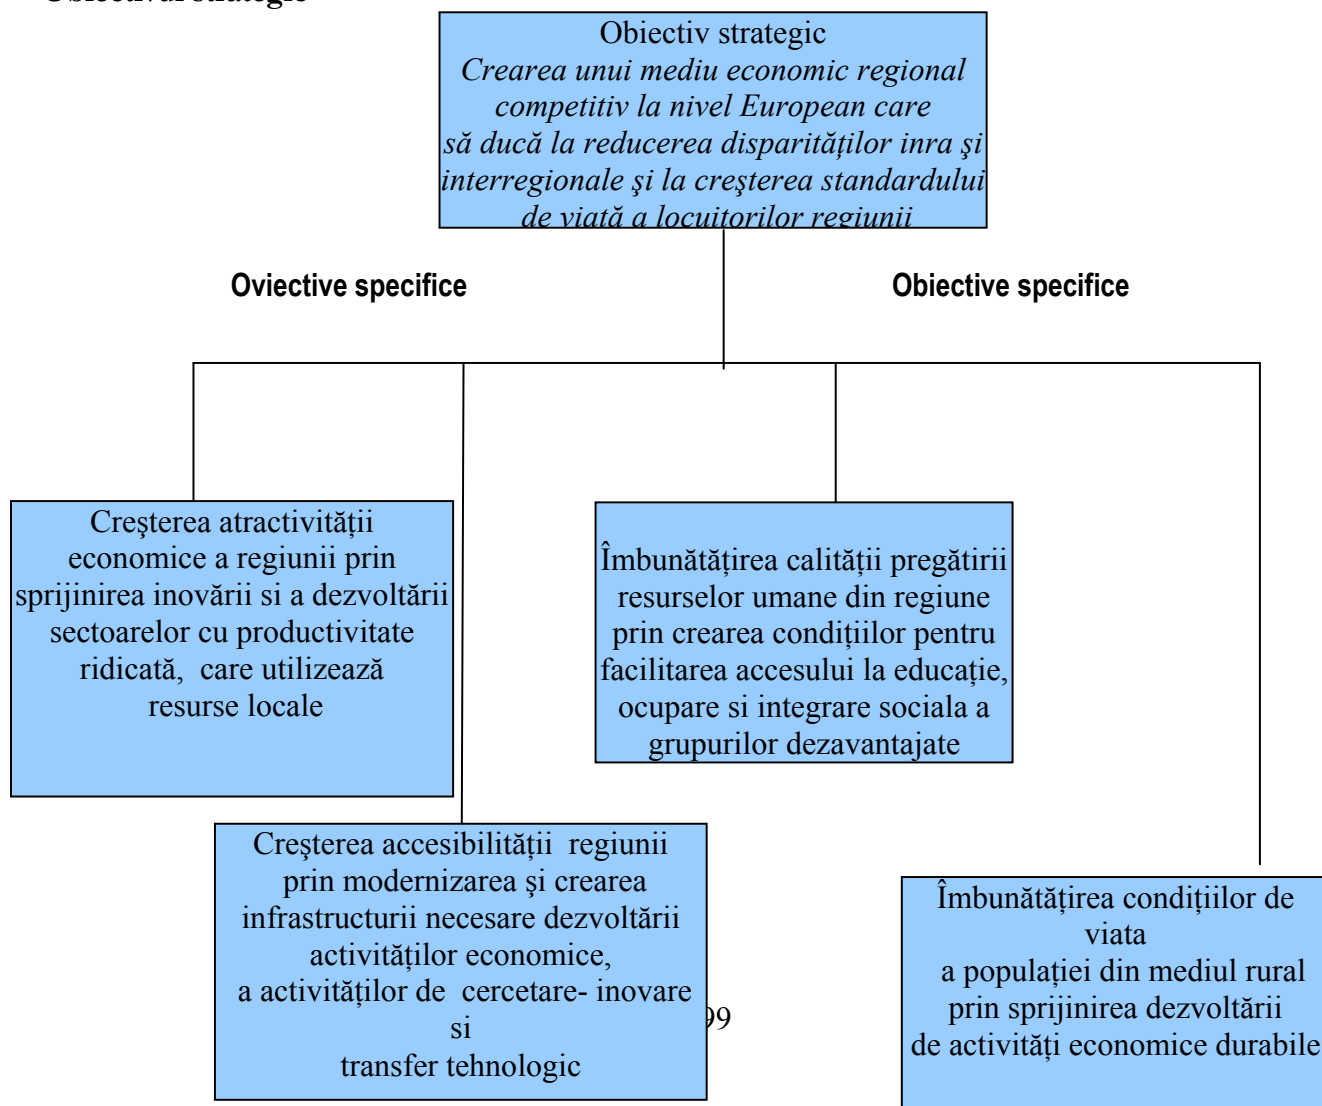 Obiectivul strategic
Obiectiv strategic
Crearea unui mediu economic regional
competitiv la nivel European care
să ducă la reducerea disparităților inra şi
interregionale şi la creşterea standardului
de viață a locuitorilor regiunii
Oviective specifice
Obiective specifice
Creşterea atractivității
economice a regiunii prin
sprijinirea inovării si a dezvoltării
sectoarelor cu productivitate
ridicată, care utilizează
resurse locale
Îmbunătățirea calității pregătirii
resurselor umane din regiune
prin crearea condițiilor pentru
facilitarea accesului la educație,
ocupare si integrare sociala a
grupurilor dezavantajate
Creşterea accesibilității regiunii
prin modernizarea şi crearea
infrastructurii necesare dezvoltării
activităților economice,
a activităților de cercetare- inovare
si
transfer tehnologic
Îmbunătățirea condițiilor de
viata
a populației din mediul rural
prin sprijinirea dezvoltării
de activități economice durabile